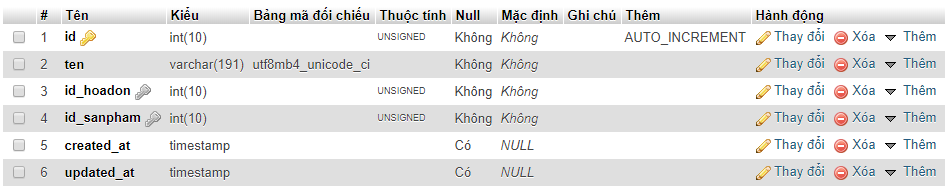 # Tên Kiểu Bảng mã đối chiếu Thuộc tính Null Mặc định Ghi chú Thêm Hành động
1 id int(10) UNSIGNED Không Không AUTO_INCREMENT Thay đổi Xóa Thêm
2 ten varchar(191) utf8mb4_unicode_ci Không Không Thay đổi Xóa Thêm
3 id_hoadon int(10) UNSIGNED Không Không Thay đổi Xóa Thêm
4 id_sanpham int(10) UNSIGNED Không Không Thay đổi Xóa Thêm
5 created_at timestamp Có NULL Thay đổi Xóa Thêm
6 updated_at timestamp Có NULL Thay đổi Xóa Thêm